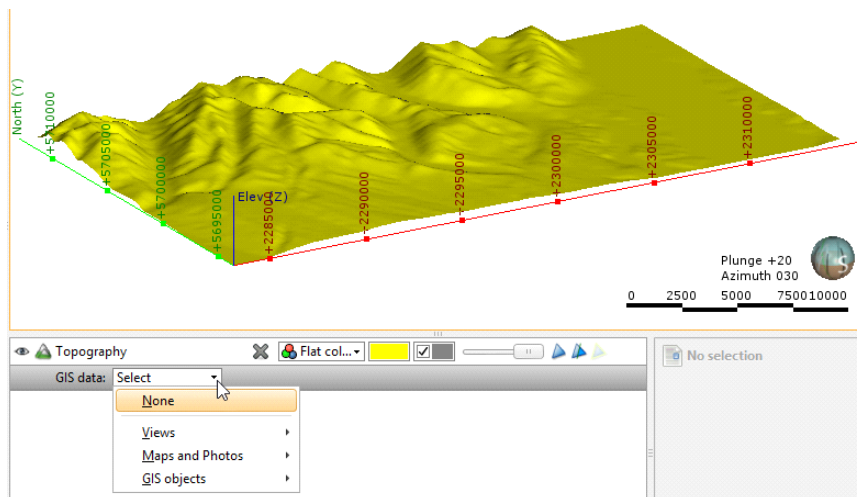 North (Y)
+5710000
+5705000
+5700000
+5695000
Elev (Z)
+2285000
+2290000
+2295000
+2300000
+2305000
+2310000
Plunge +20
Azimuth 030
0 2500 5000 7500 10000
Topography
Flat col...
No selection
GIS data: Select
None
Views
Maps and Photos
GIS objects